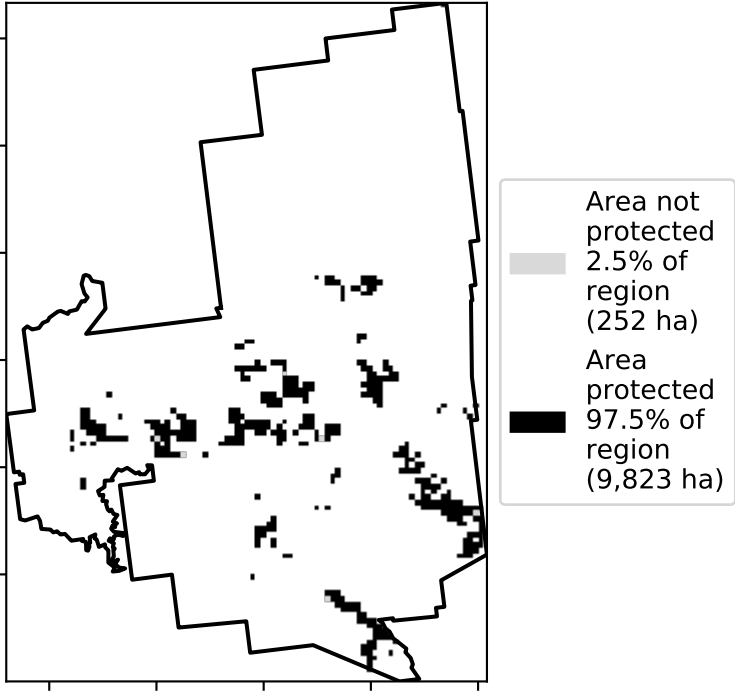 Area not
protected
2.5% of
region
(252 ha)
Area
protected
97.5% of
region
(9,823 ha)